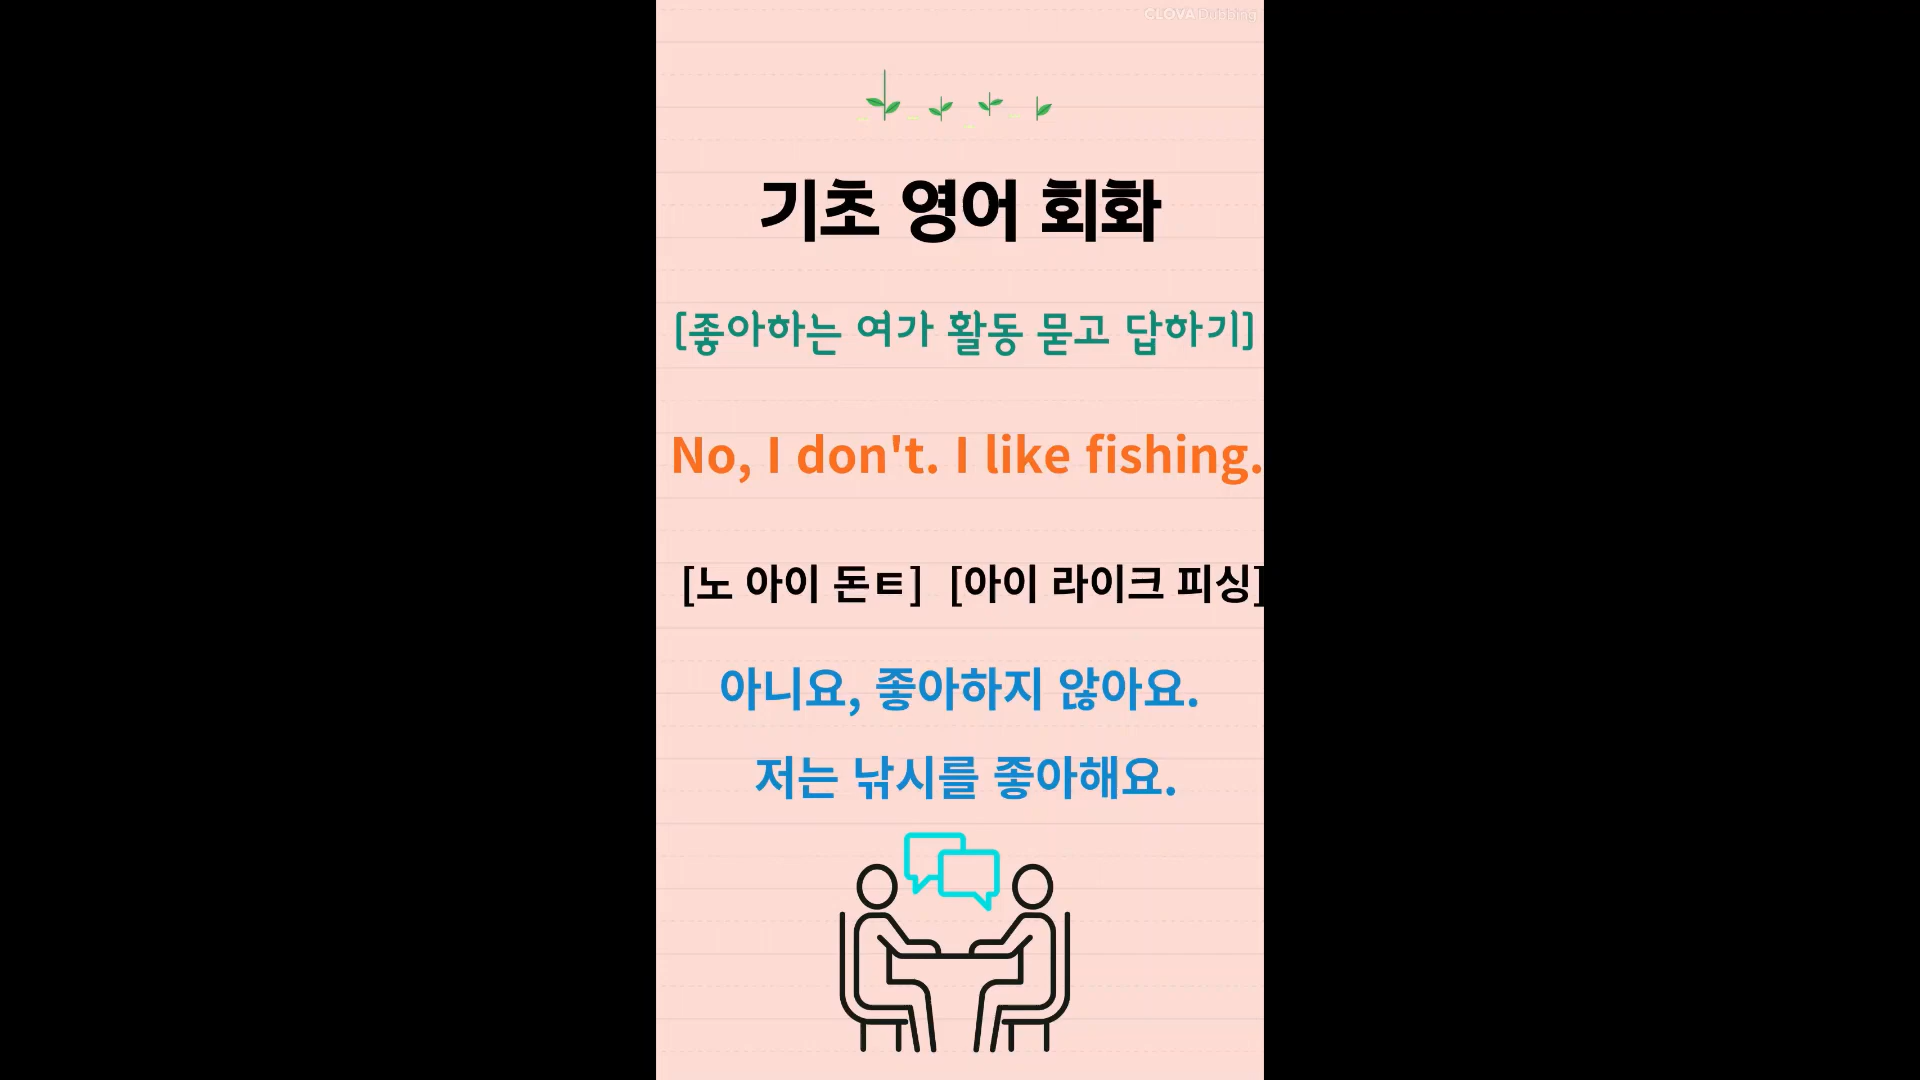 CLOVA Dubbing
기초 영어 회화
[좋아하는 여가 활동 묻고 답하기]
No, I don't. I like fishing.
[노 아이 돈ㅌ] [아이 라이크 피싱]
아니요, 좋아하지 않아요.
저는 낚시를 좋아해요.